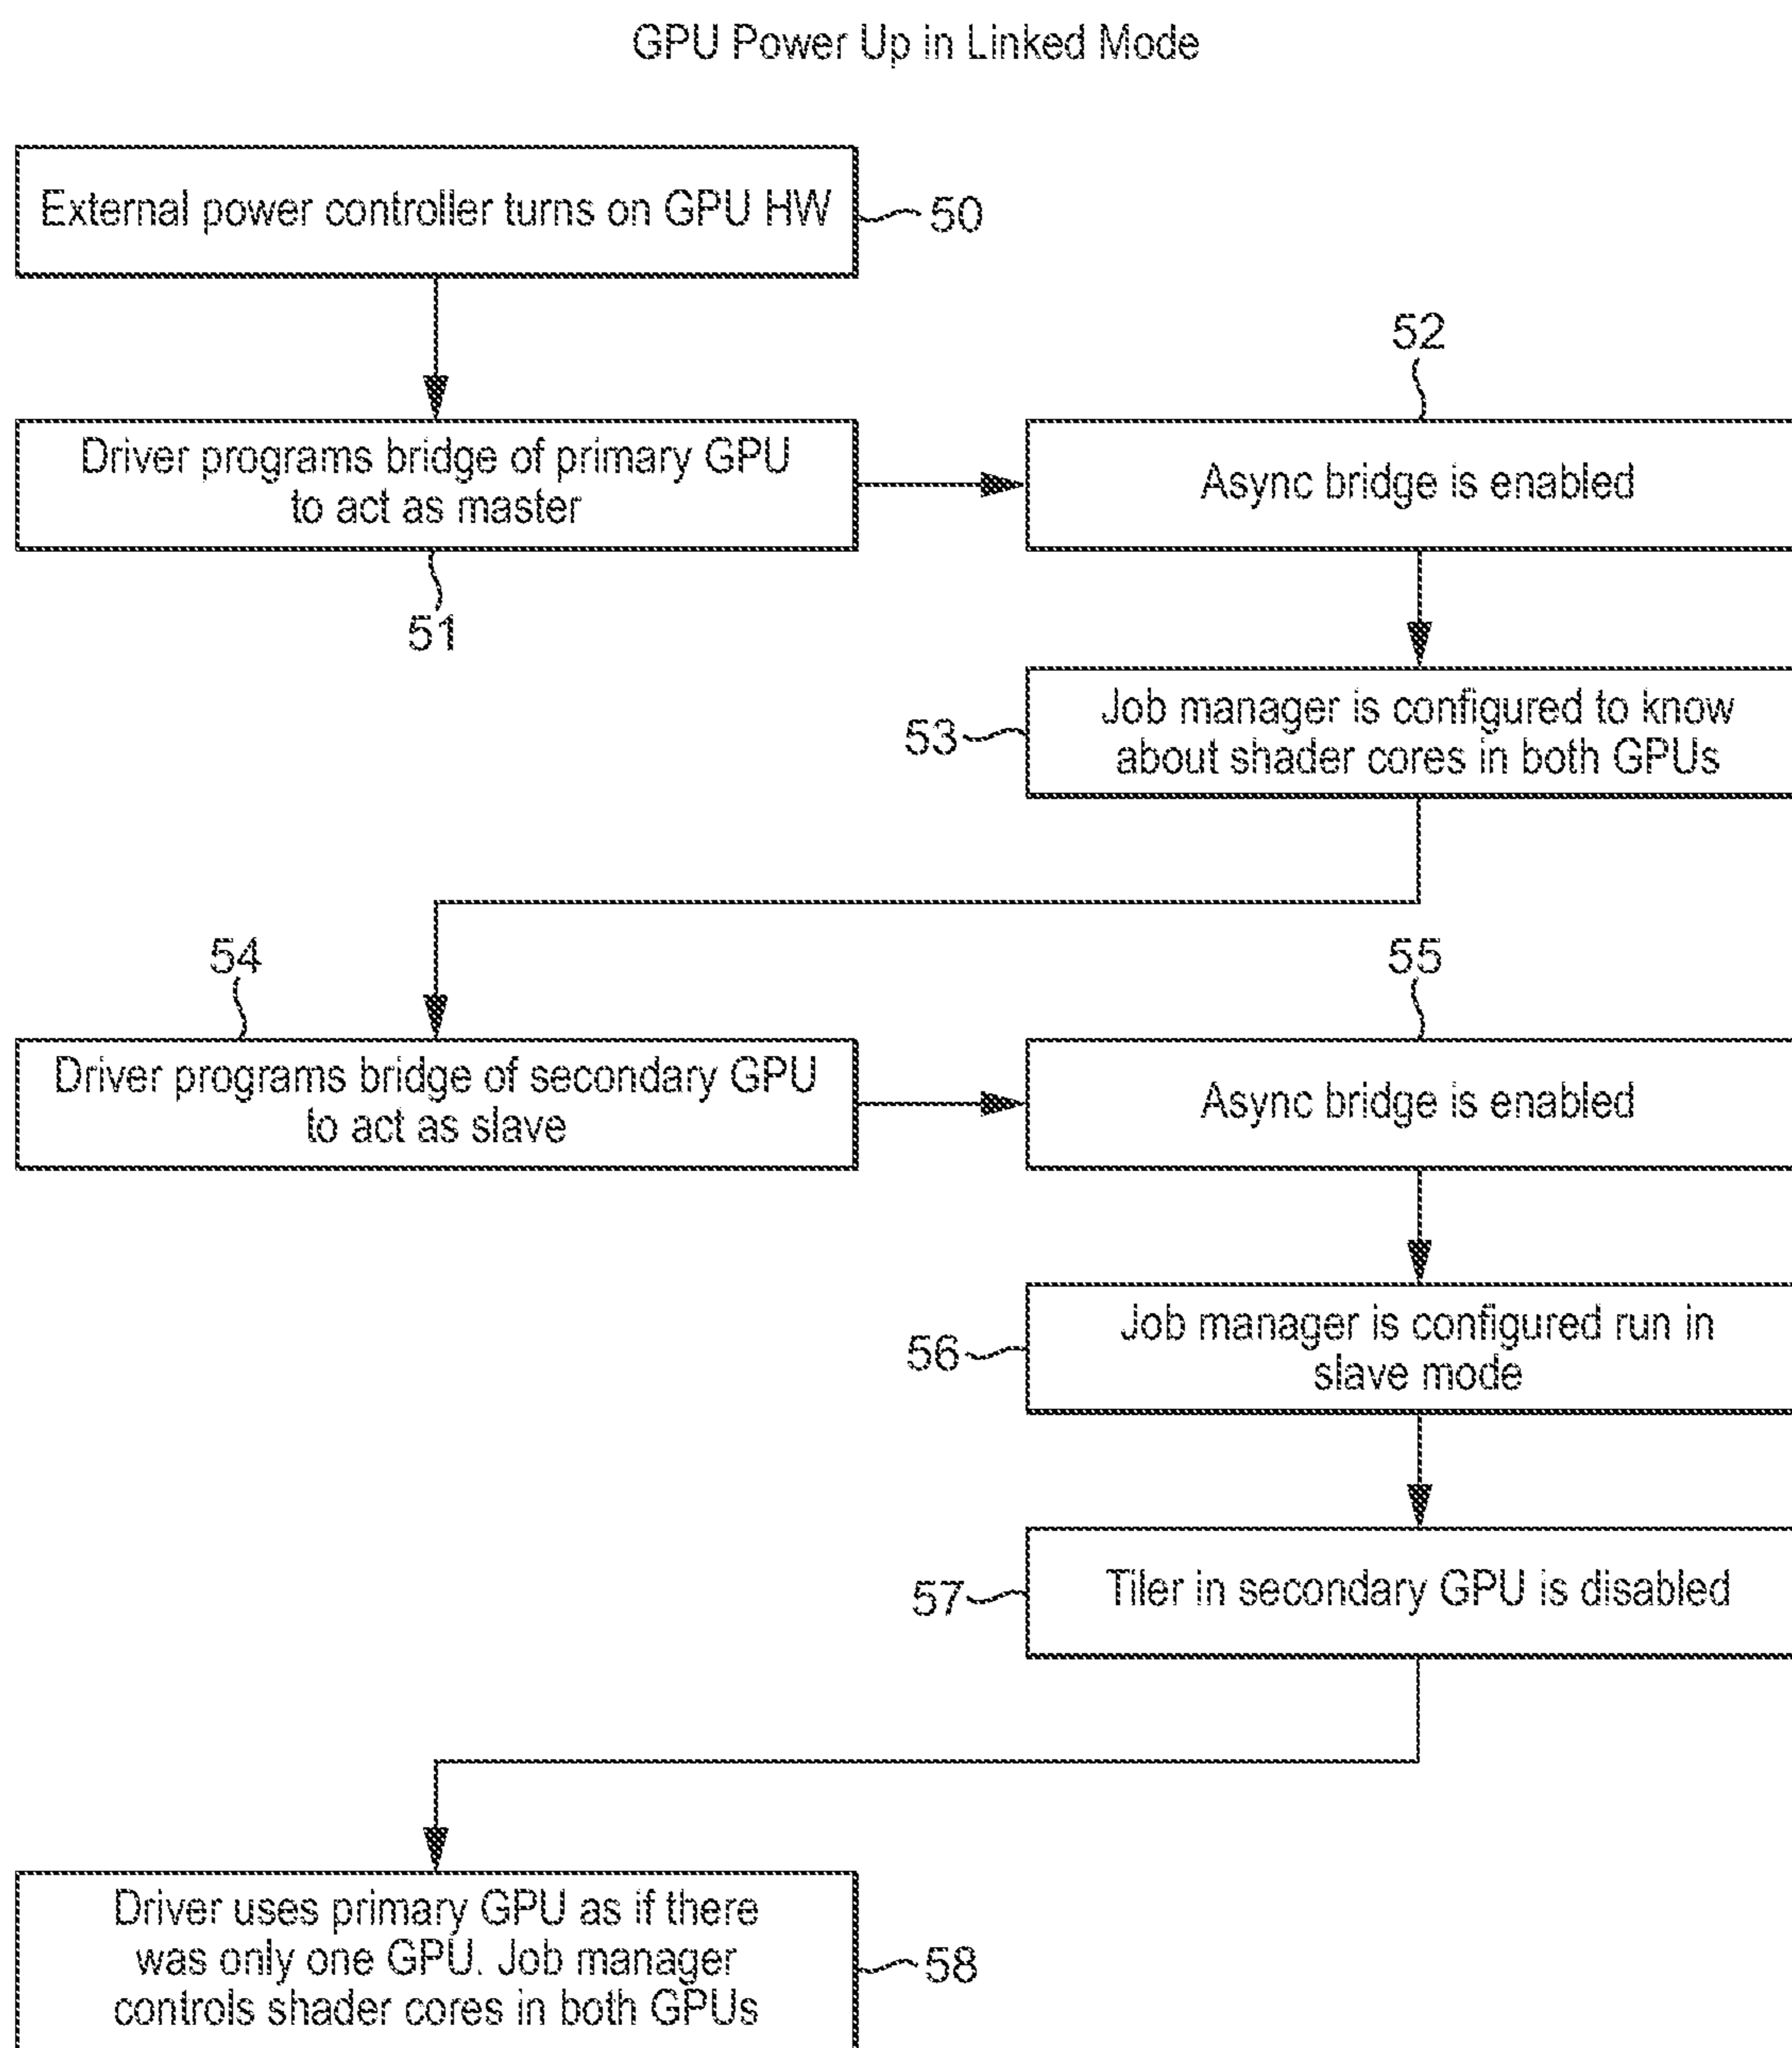 GPU Power Up in Linked Mode
External power controller turns on GPU HW
50
Driver programs bridge of primary GPU
to act as master
51
52
Async bridge is enabled
53
Job manager is configured to know
about shader cores in both GPUs
54
Driver programs bridge of secondary GPU
to act as slave
55
Async bridge is enabled
56
Job manager is configured run in
slave mode
57
Tiler in secondary GPU is disabled
Driver uses primary GPU as if there
was only one GPU. Job manager
controls shader cores in both GPUs
58